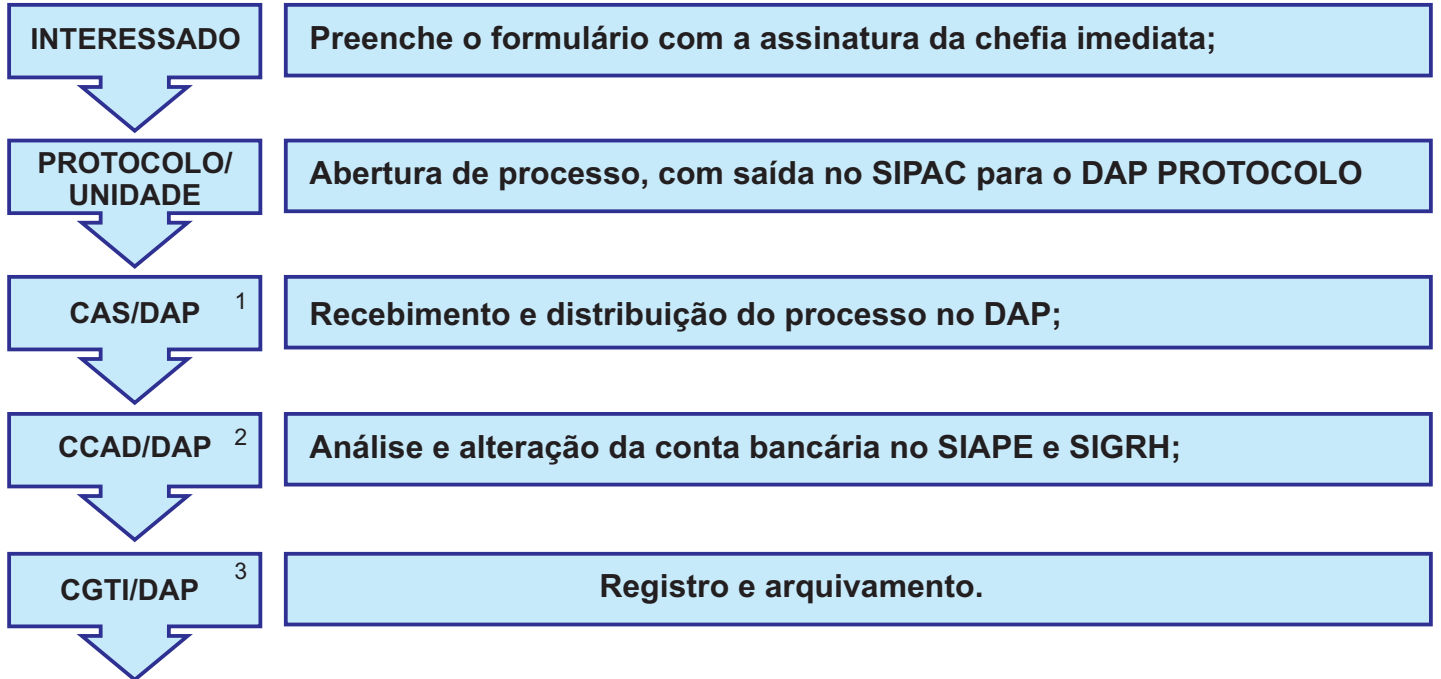 INTERESSADO
Preenche o formulário com a assinatura da chefia imediata;
PROTOCOLO/
UNIDADE
Abertura de processo, com saída no SIPAC para o DAP PROTOCOLO
CAS/DAP 1
Recebimento e distribuição do processo no DAP;
CCAD/DAP 2
Análise e alteração da conta bancária no SIAPE e SIGRH;
CGTI/DAP 3
Registro e arquivamento.